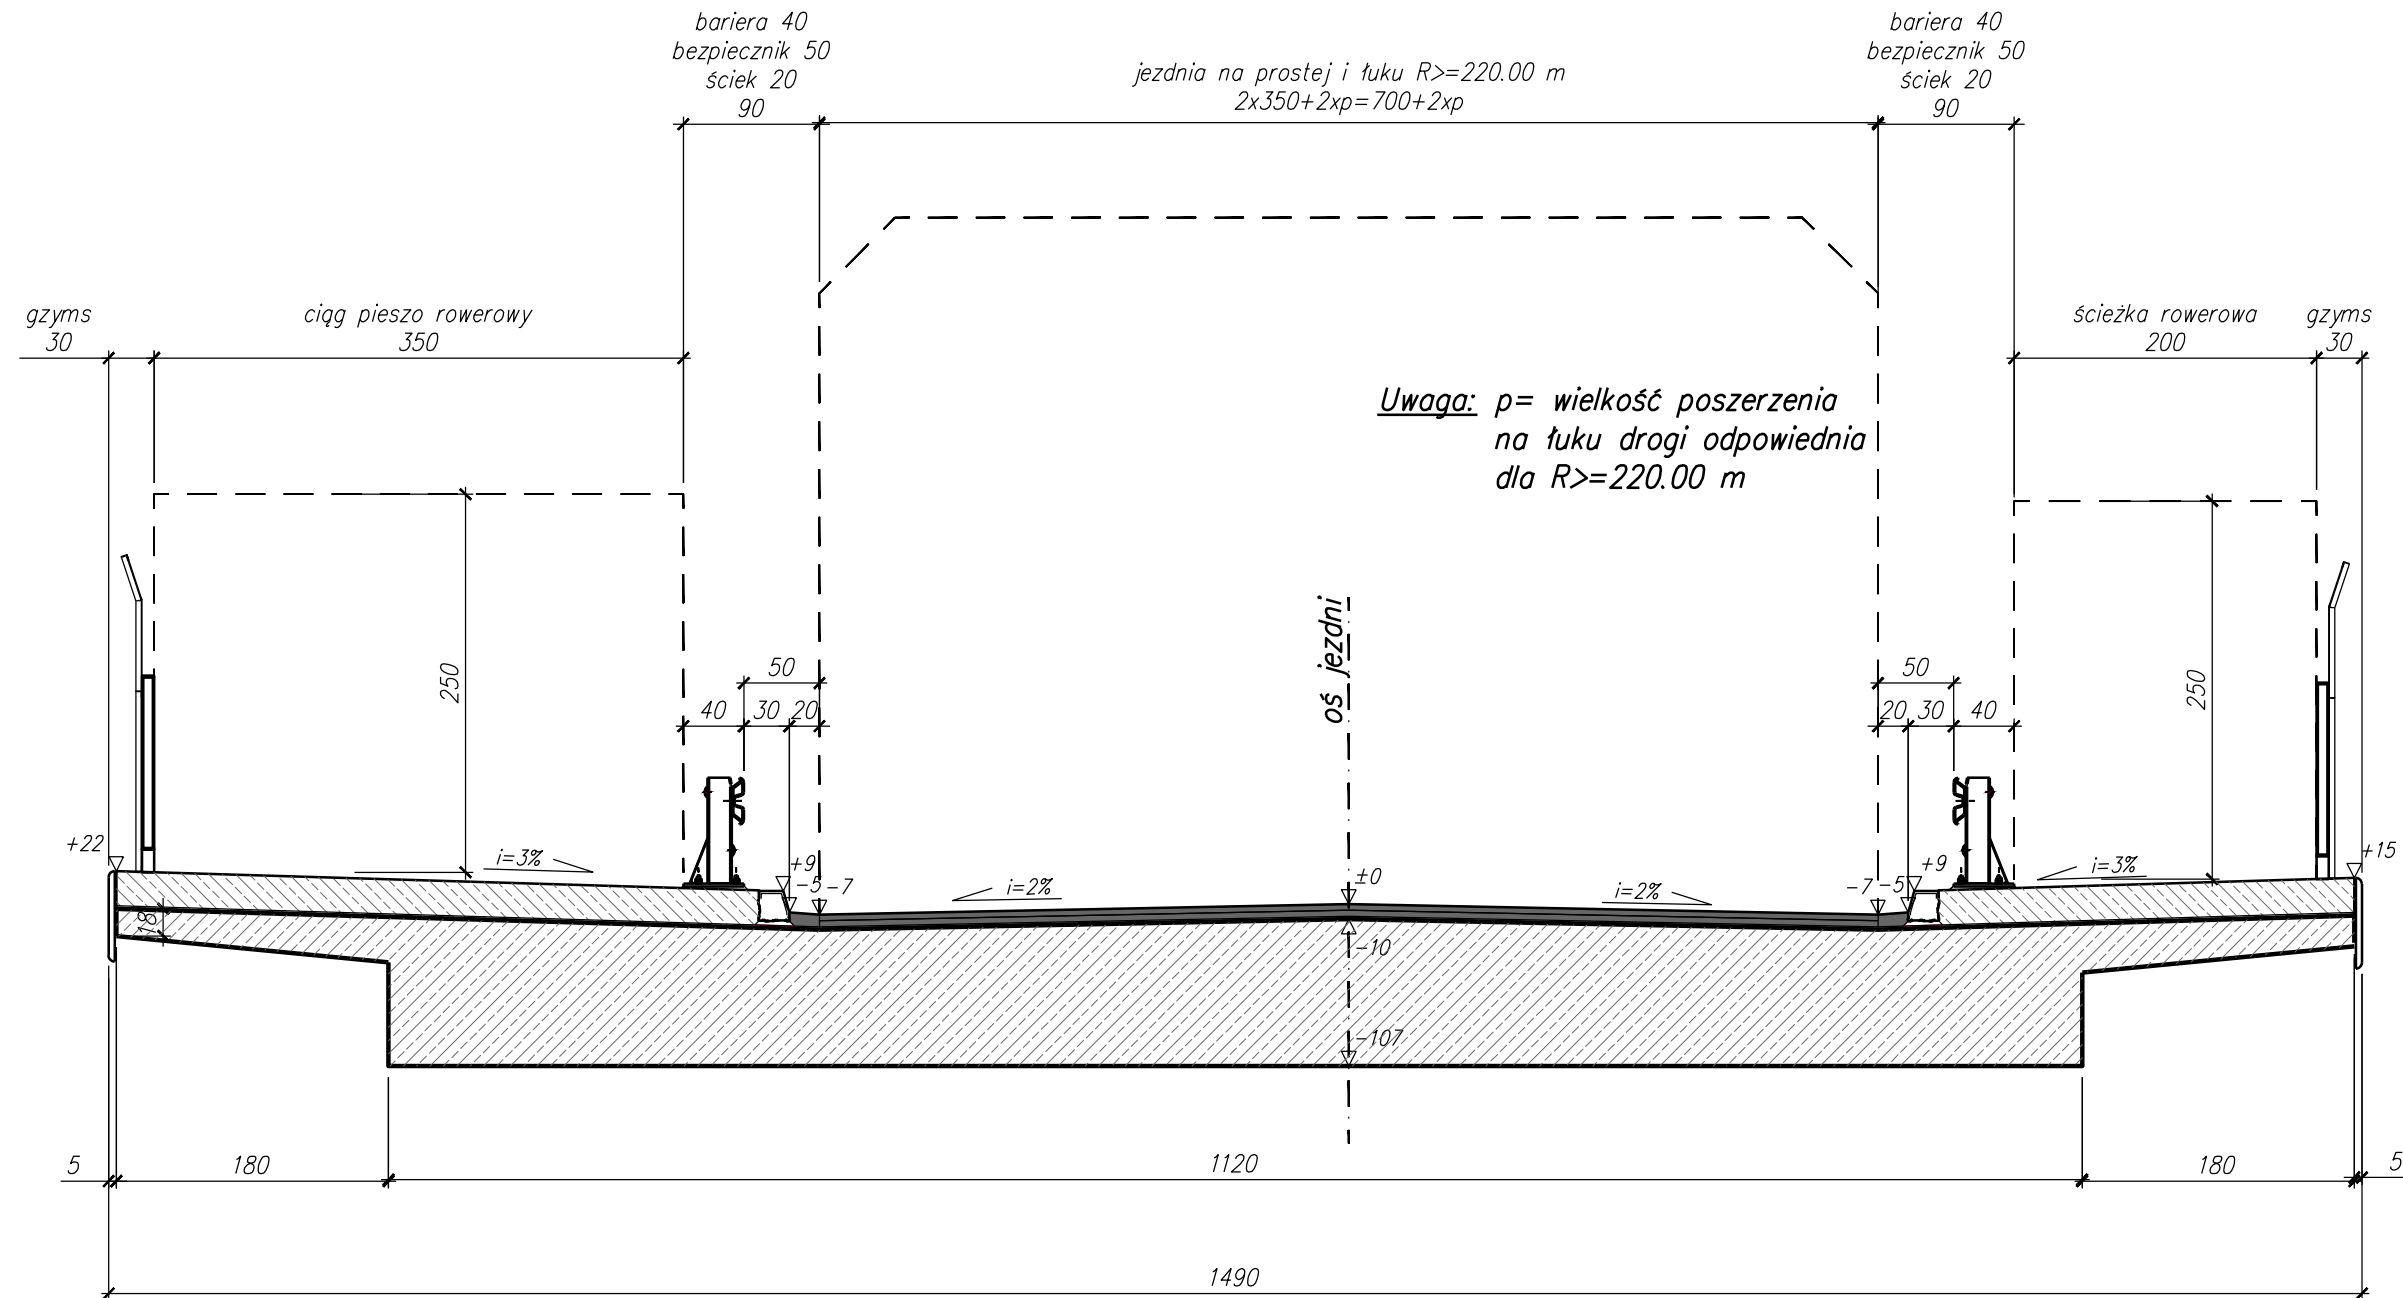 bariera 40
bezpiecznik 50
ściek 20
90
jezdnia na prostej i łuku R>=220.00 m
2x350+2xp=700+2xp
bariera 40
bezpiecznik 50
ściek 20
90
gzyms
30
ciąg pieszo rowerowy
350
ścieżka rowerowa
200
gzyms
30
Uwaga: p= wielkość poszerzenia
na łuku drogi odpowiednia
dla R>=220.00 m
oś jezdni
250
50
40 30 20
50
20 30 40
250
+22
i=3%
+9
-5 -7
i=2%
±0
i=2%
-7 -5
+9
i=3%
+15
18
-10
-107
5
180
1120
180
5
1490